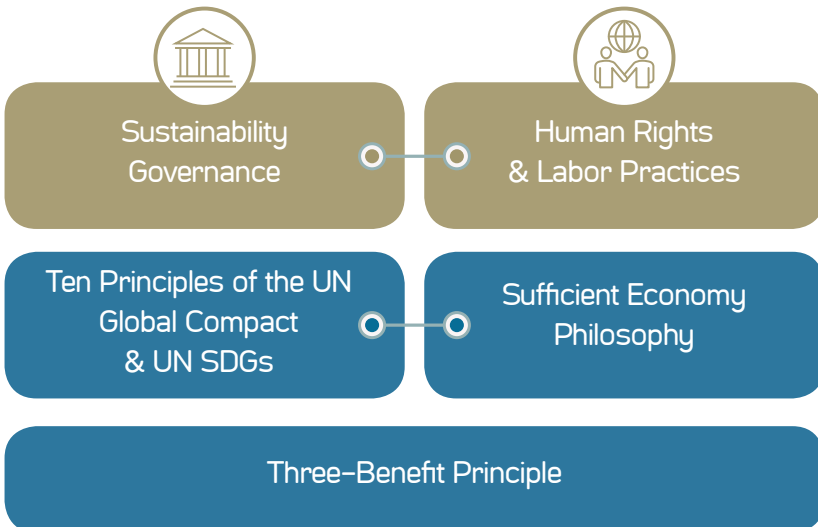 Sustainability
Governance
Human Rights
& Labor Practices
Ten Principles of the UN
Global Compact
& UN SDGs
Sufficient Economy
Philosophy
Three-Benefit Principle